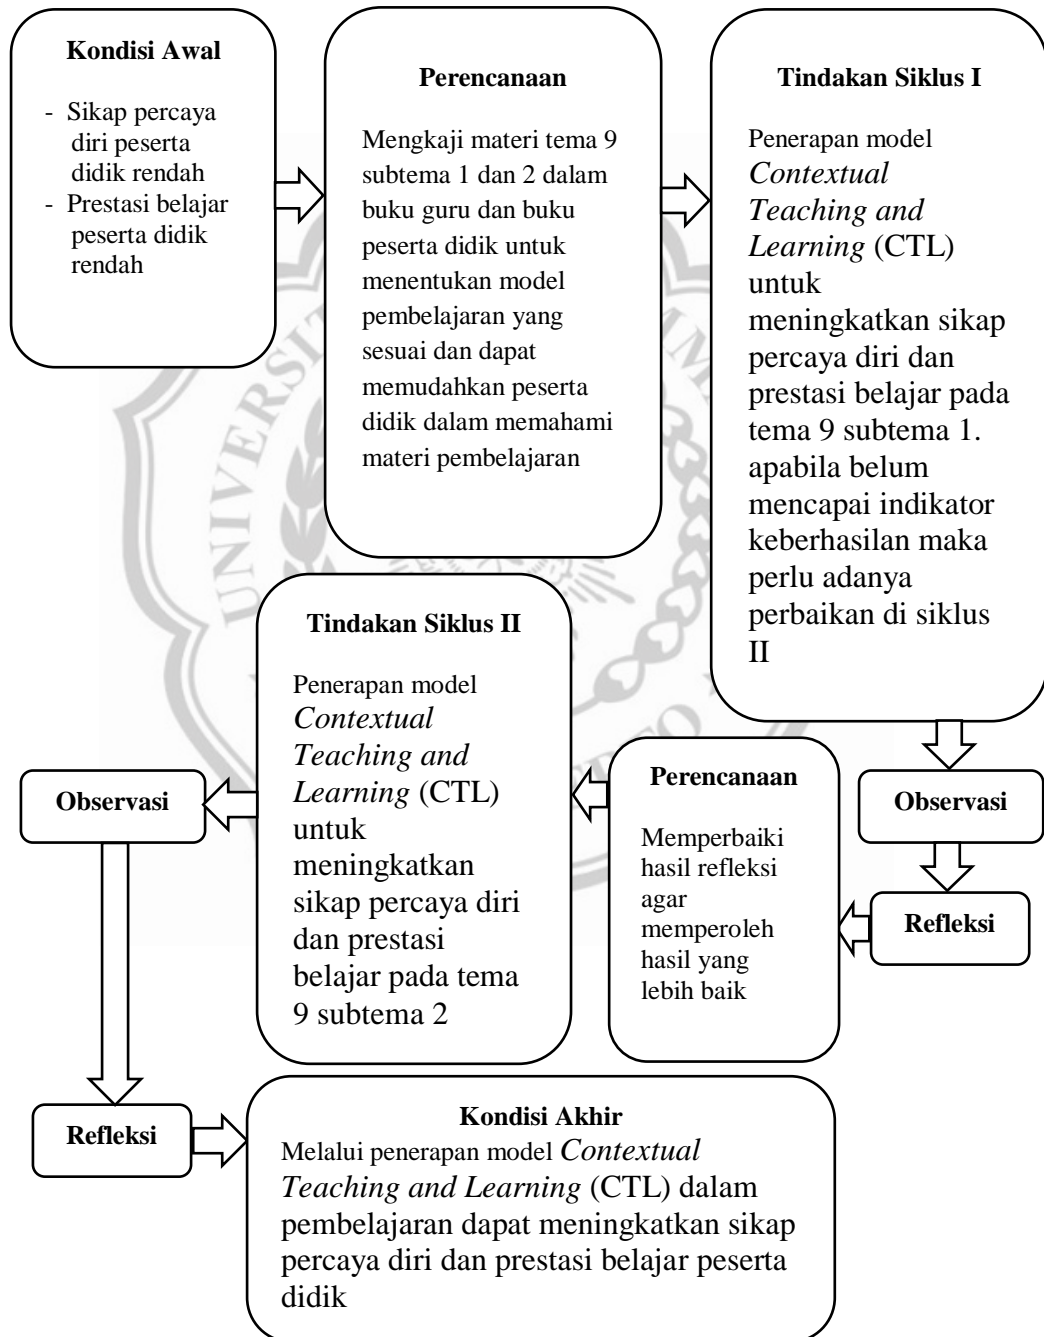 Kondisi Awal
- Sikap percaya
diri peserta
didik rendah
- Prestasi belajar
peserta didik
rendah
Perencanaan
Mengkaji materi tema 9
subtema 1 dan 2 dalam
buku guru dan buku
peserta didik untuk
menentukan model
pembelajaran yang
sesuai dan dapat
memudahkan peserta
didik dalam memahami
materi pembelajaran
Tindakan Siklus I
Penerapan model
Contextual
Teaching and
Learning (CTL)
untuk
meningkatkan sikap
percaya diri dan
prestasi belajar pada
tema 9 subtema 1.
apabila belum
mencapai indikator
keberhasilan maka
perlu adanya
perbaikan di siklus
II
Observasi
Refleksi
Perencanaan
Memperbaiki
hasil refleksi
agar
memperoleh
hasil yang
lebih baik
Tindakan Siklus II
Penerapan model
Contextual
Teaching and
Learning (CTL)
untuk
meningkatkan
sikap percaya diri
dan prestasi
belajar pada tema
9 subtema 2
Observasi
Refleksi
Kondisi Akhir
Melalui penerapan model Contextual
Teaching and Learning (CTL) dalam
pembelajaran dapat meningkatkan sikap
percaya diri dan prestasi belajar peserta
didik